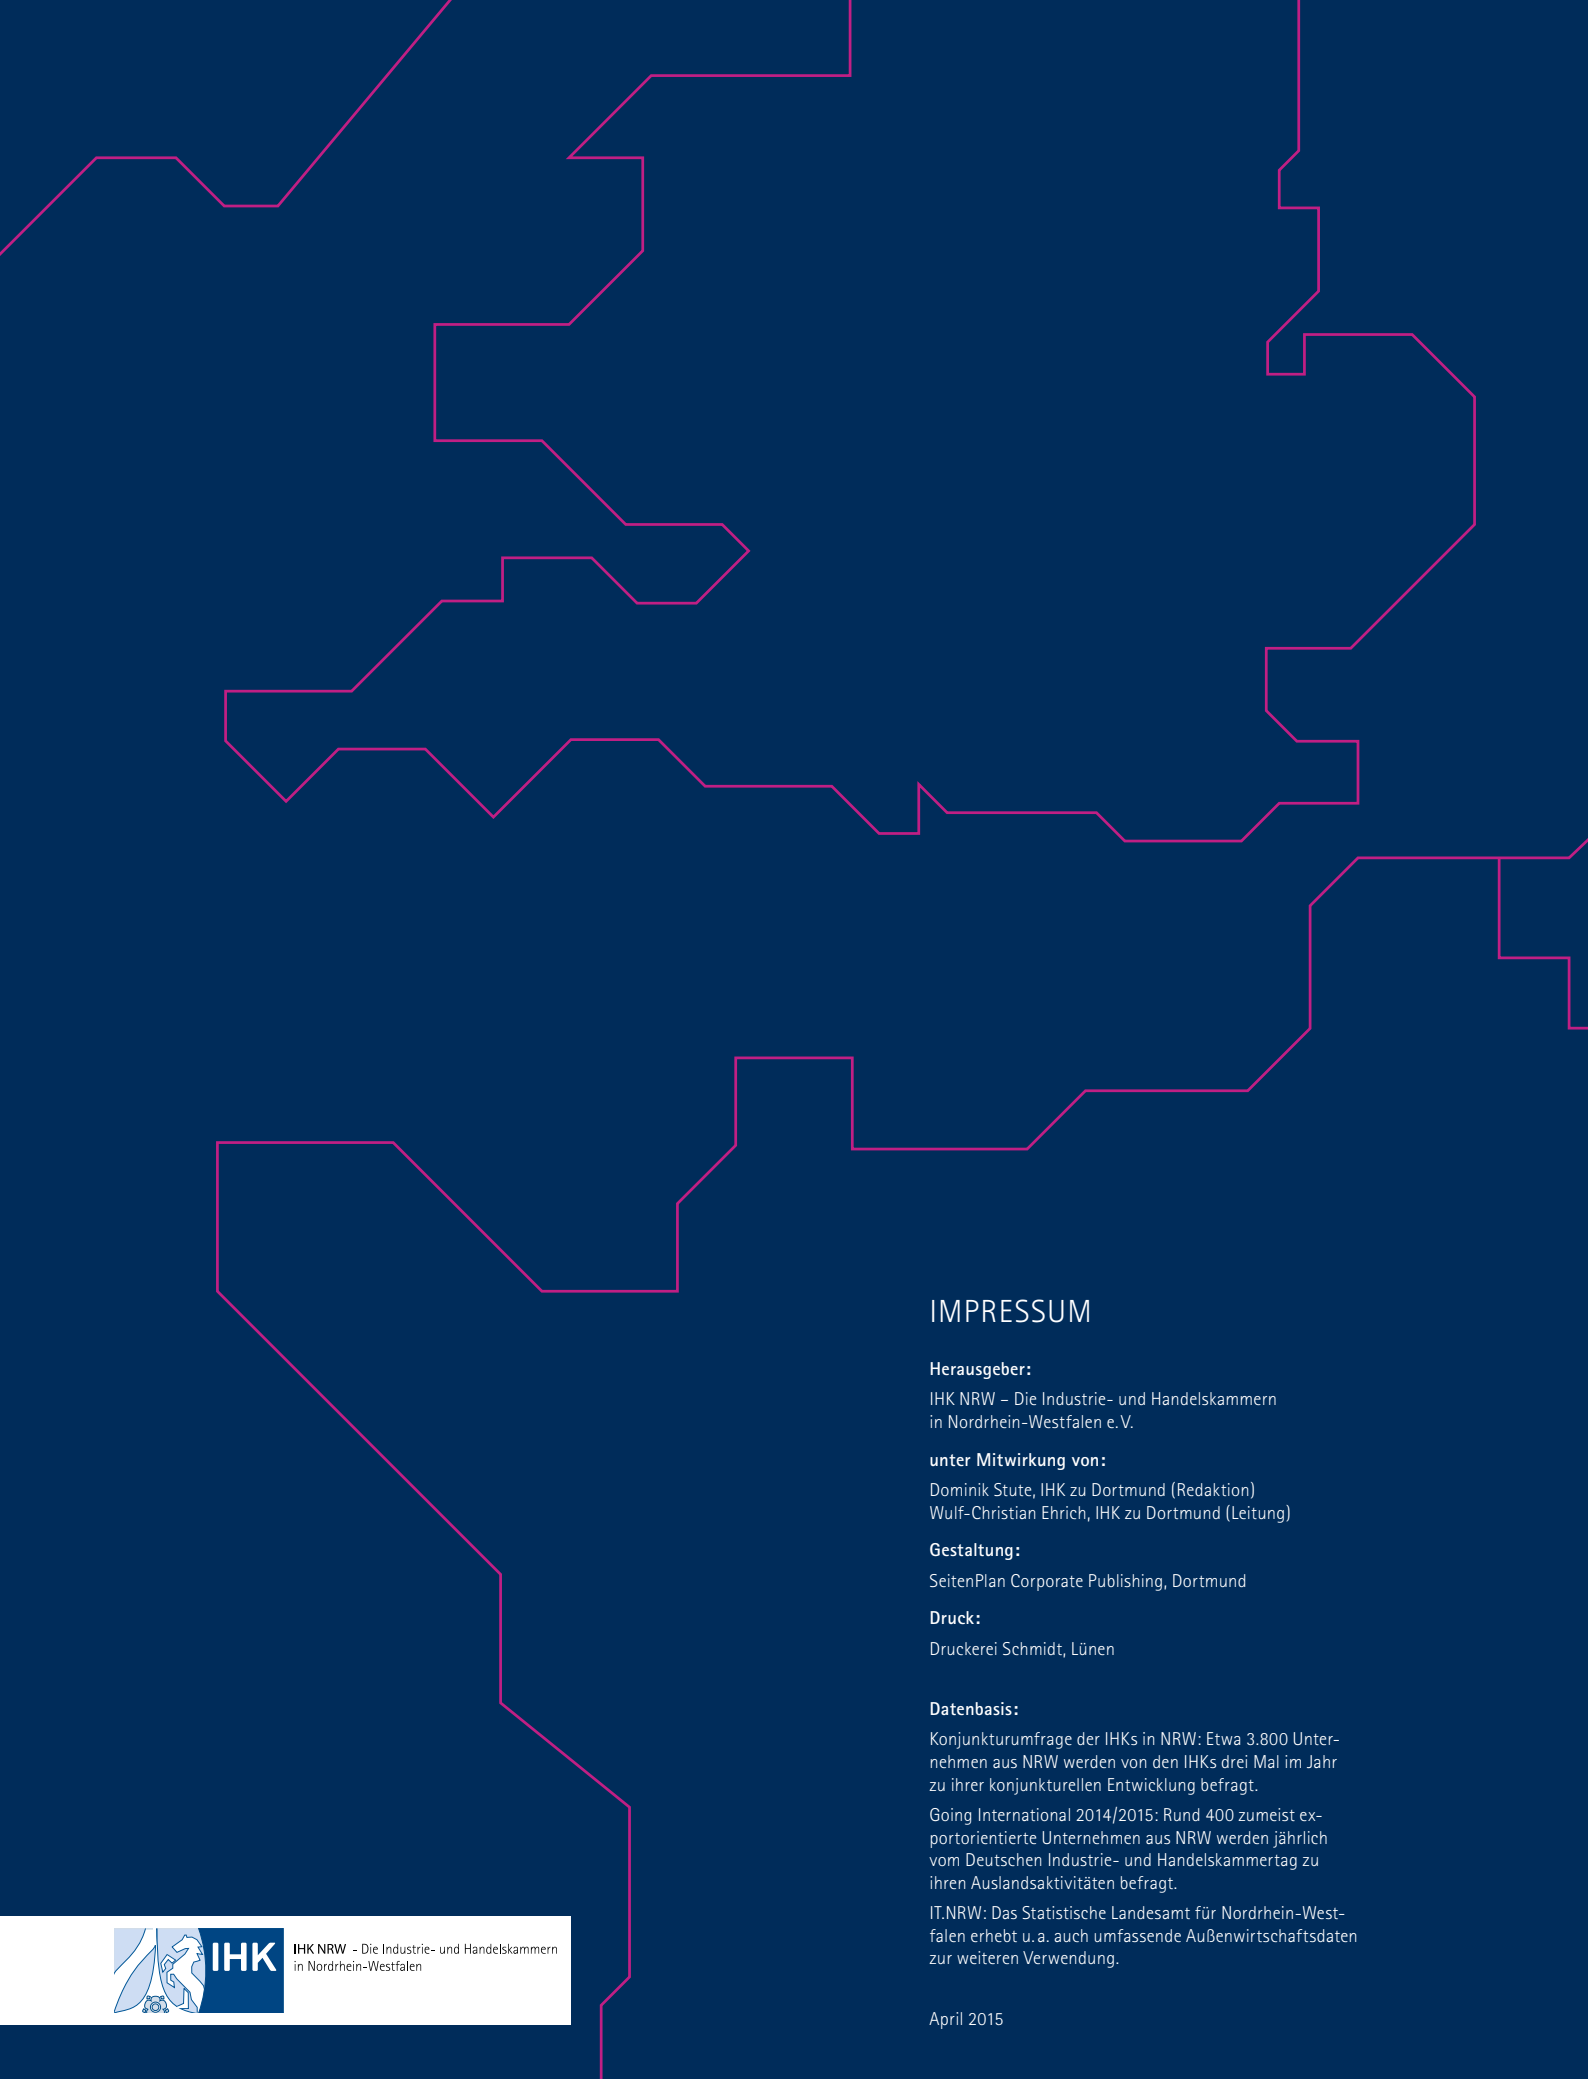 IMPRESSUM
Herausgeber:
IHK NRW – Die Industrie- und Handelskammern
in Nordrhein-Westfalen e. V.
unter Mitwirkung von:
Dominik Stute, IHK zu Dortmund (Redaktion)
Wulf-Christian Ehrich, IHK zu Dortmund (Leitung)
Gestaltung:
SeitenPlan Corporate Publishing, Dortmund
Druck:
Druckerei Schmidt, Lünen
Datenbasis:
Konjunkturumfrage der IHKs in NRW: Etwa 3.800 Unter-
nehmen aus NRW werden von den IHKs drei Mal im Jahr
zu ihrer konjunkturellen Entwicklung befragt.
Going International 2014/2015: Rund 400 zumeist ex-
portorientierte Unternehmen aus NRW werden jährlich
vom Deutschen Industrie- und Handelskammertag zu
ihren Auslandsaktivitäten befragt.
IT.NRW: Das Statistische Landesamt für Nordrhein-West-
falen erhebt u. a. auch umfassende Außenwirtschaftsdaten
zur weiteren Verwendung.
April 2015
IHK
IHK NRW - Die Industrie- und Handelskammern
in Nordrhein-Westfalen